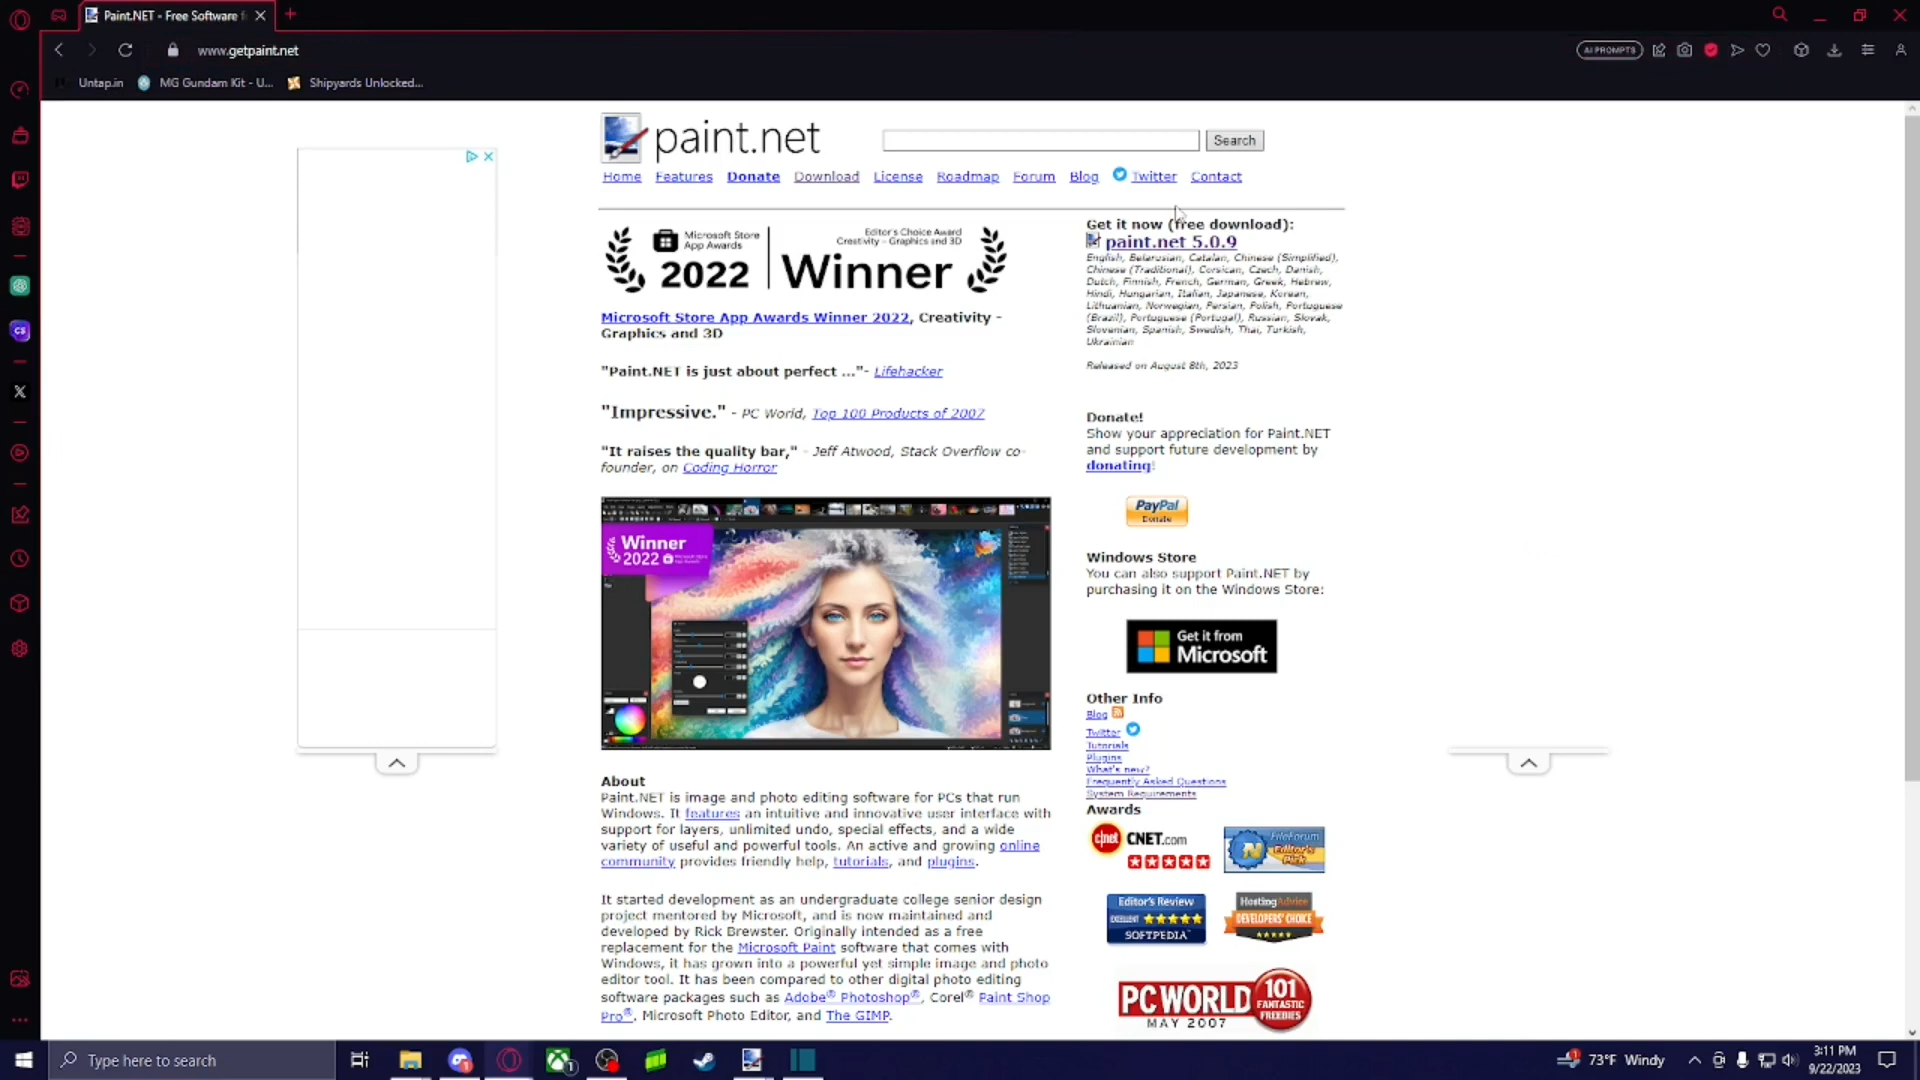 Paint.NET - Free Software f
www.getpaint.net
AI PROMPTS
Untap.in
MG Gundam Kit - U...
Shipyards Unlocked...
paint.net
Search
Home
Features
Donate
Download
License
Roadmap
Forum
Blog
Twitter
Contact
Microsoft Store
App Awards
2022
Editor's Choice Award
Creativity - Graphics and 3D
Winner
Microsoft Store App Awards Winner 2022, Creativity -
Graphics and 3D
"Paint.NET is just about perfect ..."- Lifehacker
"Impressive." - PC World, Top 100 Products of 2007
"It raises the quality bar," - Jeff Atwood, Stack Overflow co-
founder, on Coding Horror
Winner
2022
About
Paint.NET is image and photo editing software for PCs that run
Windows. It features an intuitive and innovative user interface with
support for layers, unlimited undo, special effects, and a wide
variety of useful and powerful tools. An active and growing online
community provides friendly help, tutorials, and plugins.
It started development as an undergraduate college senior design
project mentored by Microsoft, and is now maintained and
developed by Rick Brewster. Originally intended as a free
replacement for the Microsoft Paint software that comes with
Windows, it has grown into a powerful yet simple image and photo
editor tool. It has been compared to other digital photo editing
software packages such as Adobe® Photoshop®, Corel® Paint Shop
Pro®, Microsoft Photo Editor, and The GIMP.
Get it now (free download):
paint.net 5.0.9
English, Belarusian, Catalan, Chinese (Simplified),
Chinese (Traditional), Corsican, Czech, Danish,
Dutch, Finnish, French, German, Greek, Hebrew,
Hindi, Hungarian, Italian, Japanese, Korean,
Lithuanian, Norwegian, Persian, Polish, Portuguese
(Brazil), Portuguese (Portugal), Russian, Slovak,
Slovenian, Spanish, Swedish, Thai, Turkish,
Ukrainian
Released on August 8th, 2023
Donate!
Show your appreciation for Paint.NET
and support future development by
donating!
PayPal
Donate
Windows Store
You can also support Paint.NET by
purchasing it on the Windows Store:
Get it from
Microsoft
Other Info
Blog
Twitter
Tutorials
Plugins
What's new?
Frequently Asked Questions
System Requirements
Awards
c|net CNET.com
FileForum
Editor's
Pick
Editor's Review
EXCELLENT
SOFTPEDIA
HostingAdvice
DEVELOPERS' CHOICE
PC WORLD 101
FANTASTIC
FREEBIES
MAY 2007
CS
Type here to search
1
73°F Windy
3:11 PM
9/22/2023